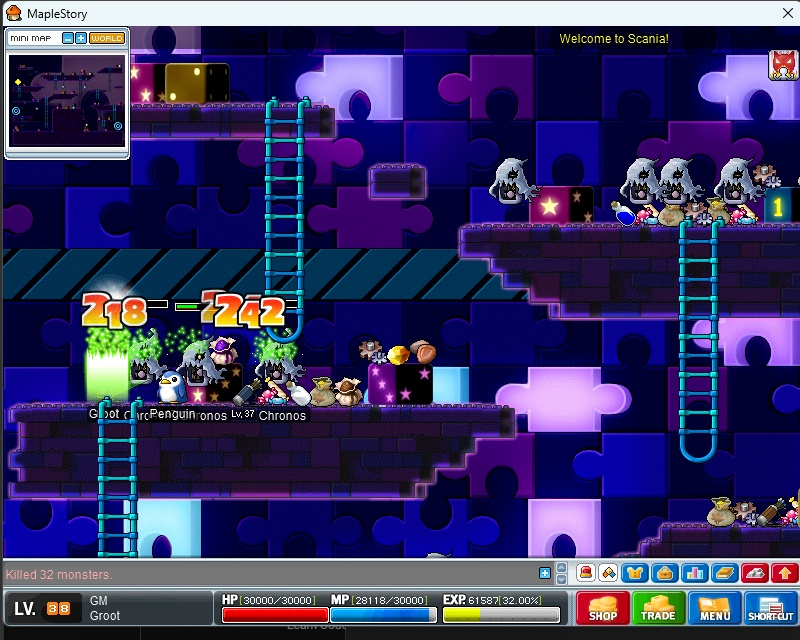 MapleStory
MINI MAP
WORLD
Welcome to Scania!
1
218
242
Groot
Penguin
Lv. 37 Chronos
Killed 32 monsters.
LV. 38
GM
Groot
HP [30000/30000]
MP [28118/30000]
EXP. 61587[32.00%]
SHOP
TRADE
MENU
SHORTCUT